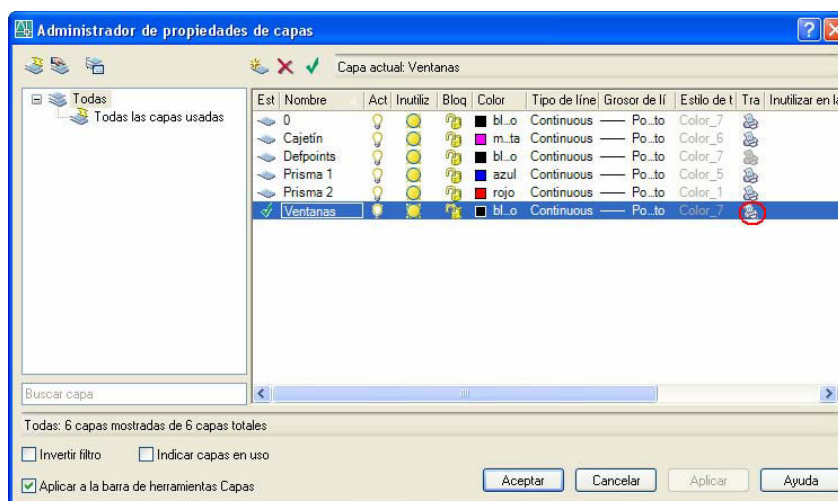 Administrador de propiedades de capas
Capa actual: Ventanas
Todas
Todas las capas usadas
Est Nombre Act Inutiliz Bloq Color Tipo de líne Grosor de lí Estilo de t Tra Inutilizar en la
0 bl...o Continuous Po...to Color_7
Cajetín m...ta Continuous Po...to Color_6
Defpoints bl...o Continuous Po...to Color_7
Prisma 1 azul Continuous Po...to Color_5
Prisma 2 rojo Continuous Po...to Color_1
Ventanas bl...o Continuous Po...to Color_7
Buscar capa
Todas: 6 capas mostradas de 6 capas totales
Invertir filtro Indicar capas en uso
Aplicar a la barra de herramientas Capas
Aceptar Cancelar Aplicar Ayuda